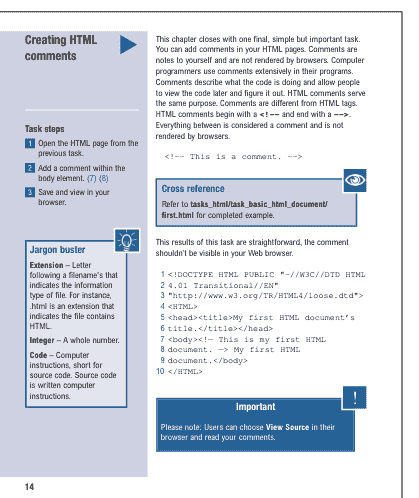 Creating HTML
comments
Task steps
1 Open the HTML page from the
previous task.
2 Add a comment within the
body element. (7) (8)
3 Save and view in your
browser.
Jargon buster
Extension – Letter
following a filename's that
indicates the information
type of file. For instance,
.html is an extension that
indicates the file contains
HTML.
Integer – A whole number.
Code – Computer
instructions, short for
source code. Source code
is written computer
instructions.
This chapter closes with one final, simple but important task.
You can add comments in your HTML pages. Comments are
notes to yourself and are not rendered by browsers. Computer
programmers use comments extensively in their programs.
Comments describe what the code is doing and allow people
to view the code later and figure it out. HTML comments serve
the same purpose. Comments are different from HTML tags.
HTML comments begin with a <!-- and end with a -->.
Everything between is considered a comment and is not
rendered by browsers.
<!-- This is a comment. -->
Cross reference
Refer to tasks_html/task_basic_html_document/
first.html for completed example.
This results of this task are straightforward, the comment
shouldn't be visible in your Web browser.
1 <!DOCTYPE HTML PUBLIC "-//W3C//DTD HTML
2 4.01 Transitional//EN"
3 "http://www.w3.org/TR/HTML4/loose.dtd">
4 <HTML>
5 <head><title>My first HTML document's
6 title.</title></head>
7 <body><!— This is my first HTML
8 document. —> My first HTML
9 document.</body>
10 </HTML>
!
Important
Please note: Users can choose View Source in their
browser and read your comments.
14